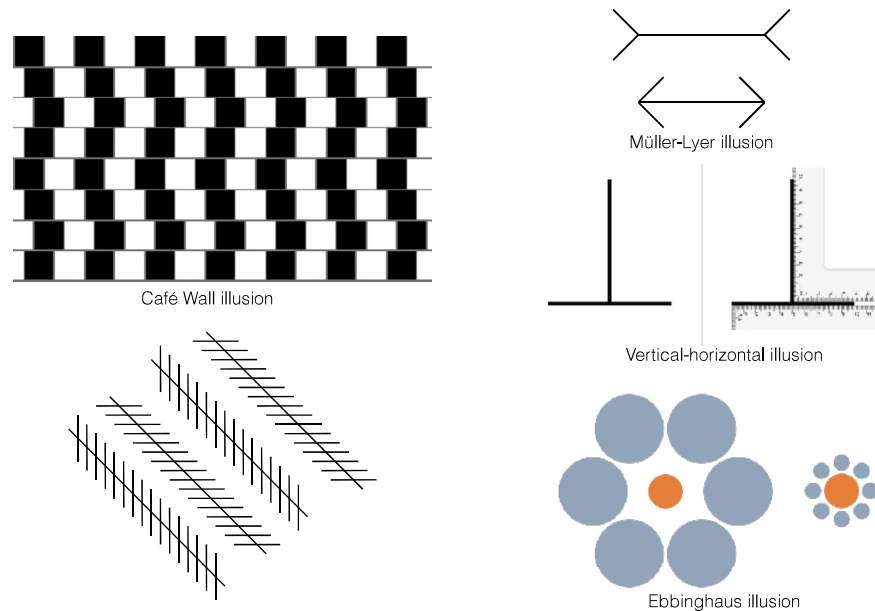 Café Wall illusion
Müller-Lyer illusion
Vertical-horizontal illusion
Ebbinghaus illusion